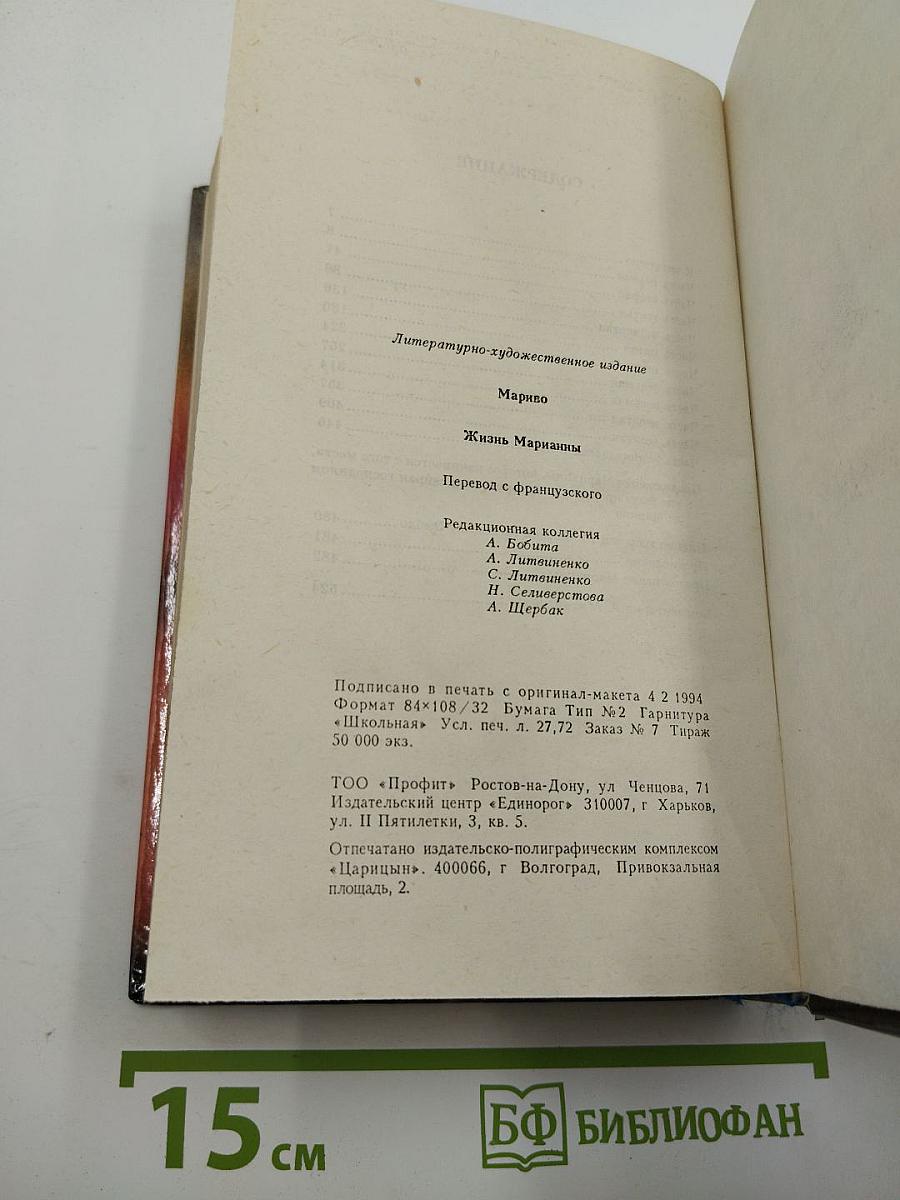 Литературно-художественное издание
Мариво
Жизнь Марианны
Перевод с французского
Редакционная коллегия
А. Бобита
А. Литвиненко
С. Литвиненко
Н. Селиверстова
А. Щербак
Подписано в печать с оригинал-макета 4 2 1994
Формат 84×108/32 Бумага Тип №2 Гарнитура
«Школьная» Усл. печ. л. 27,72 Заказ № 7 Тираж
50 000 экз.
ТОО «Профит» Ростов-на-Дону, ул Ченцова, 71
Издательский центр «Единорог» 310007, г Харьков,
ул. II Пятилетки, 3, кв. 5.
Отпечатано издательско-полиграфическим комплексом
«Царицын». 400066, г Волгоград, Привокзальная
площадь, 2.
15 см
БФ БИБЛИОФАН